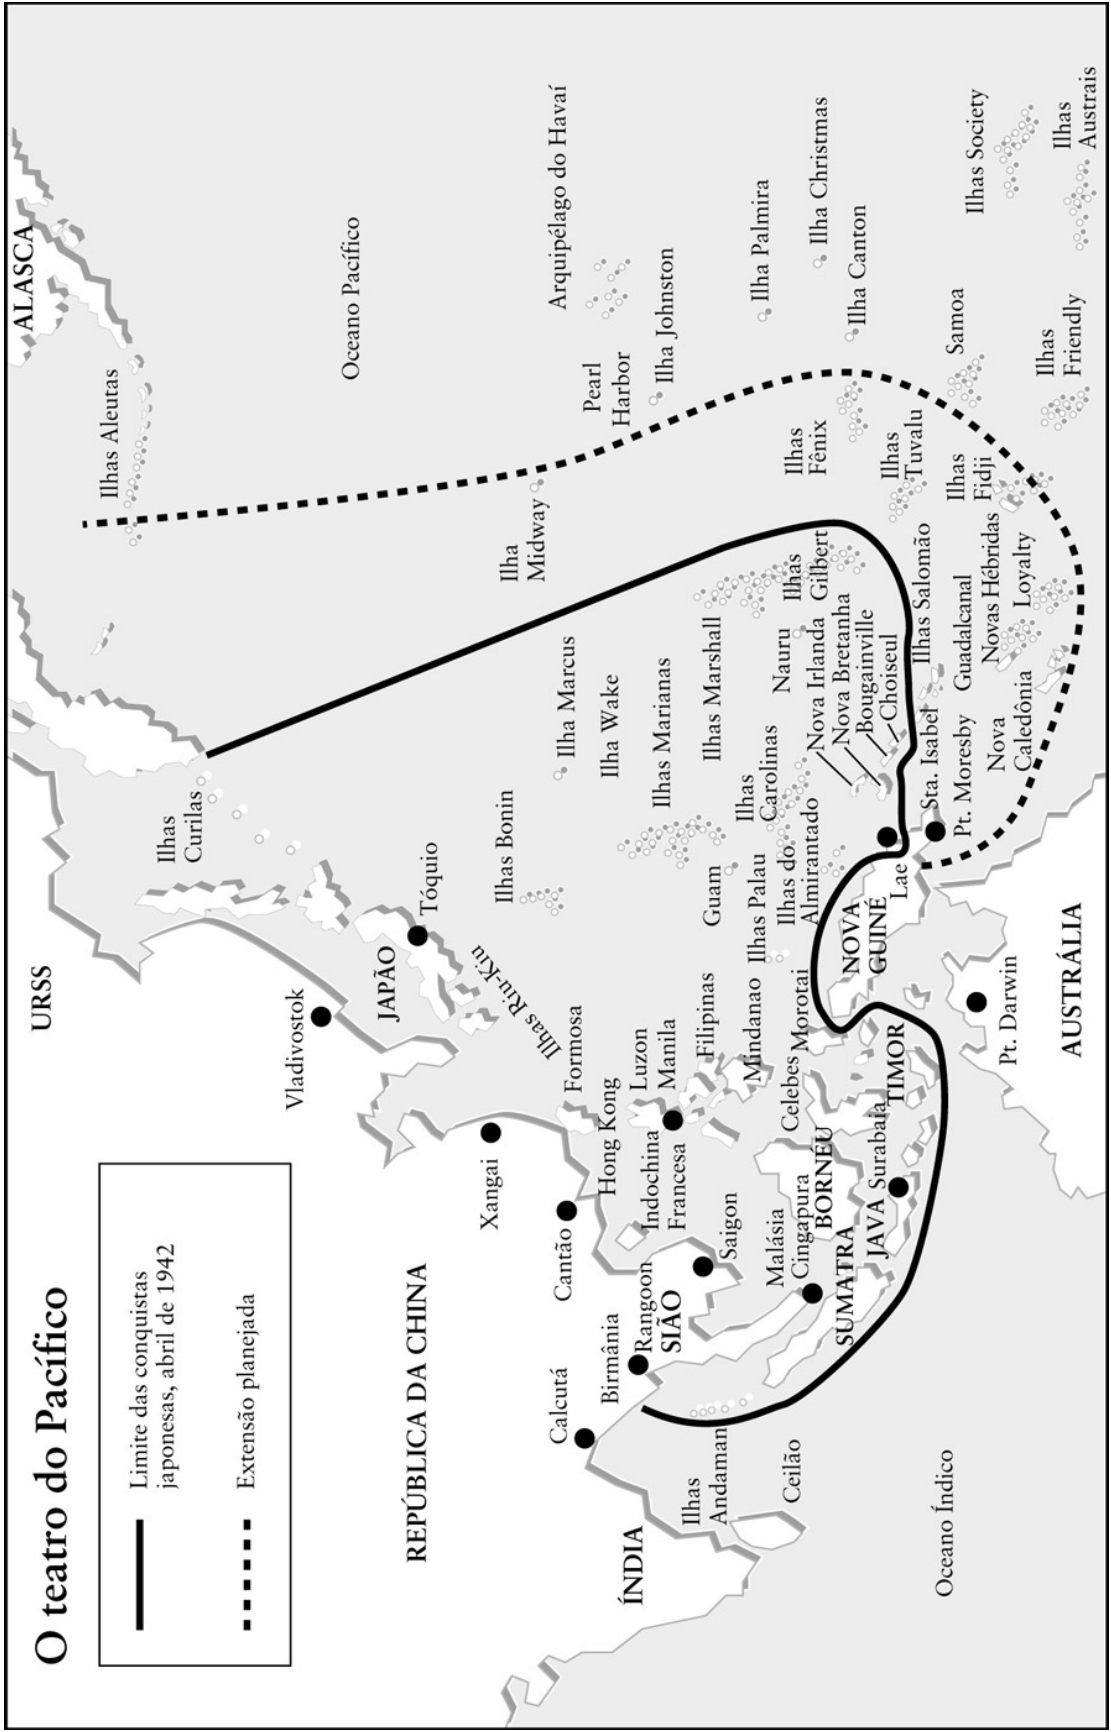 O teatro do Pacífico
Limite das conquistas
japonesas, abril de 1942
Extensão planejada
URSS
ALASCA
Ilhas Aleutas
Ilhas
Curilas
Oceano Pacífico
Vladivostok
JAPÃO
Tóquio
REPÚBLICA DA CHINA
Xangai
Ilhas Riu-Kiu
Ilhas Bonin
Ilha
Midway
Arquipélago do Havaí
Pearl
Harbor
Ilha Johnston
Calcutá
Cantão
Formosa
Ilha Marcus
Ilha Wake
Hong Kong
Birmânia
Rangoon
SIÃO
ÍNDIA
Indochina
Francesa
Luzon
Manila
Filipinas
Ilhas Marianas
Ilhas Marshall
Guam
Saigon
Ilhas
Andaman
Ceilão
Malásia
Cingapura
Mindanao
Ilhas Palau
Ilhas
Carolinas
Ilhas do
Almirantado
Nauru
Ilhas
Gilbert
Ilhas
Fênix
Ilha Palmira
Ilha Christmas
Ilha Canton
BORNÉU
SUMATRA
Celebes
Morotai
Nova Irlanda
Nova Bretanha
Bougainville
Choiseul
JAVA
Surabaia
TIMOR
NOVA
GUINÉ
Lae
Sta. Isabel
Ilhas Salomão
Ilhas
Tuvalu
Pt. Moresby
Guadalcanal
Novas Hébridas
Ilhas
Fidji
Samoa
Ilhas Society
Nova
Caledônia
Loyalty
Ilhas
Friendly
Ilhas
Austrais
Oceano Índico
Pt. Darwin
AUSTRÁLIA